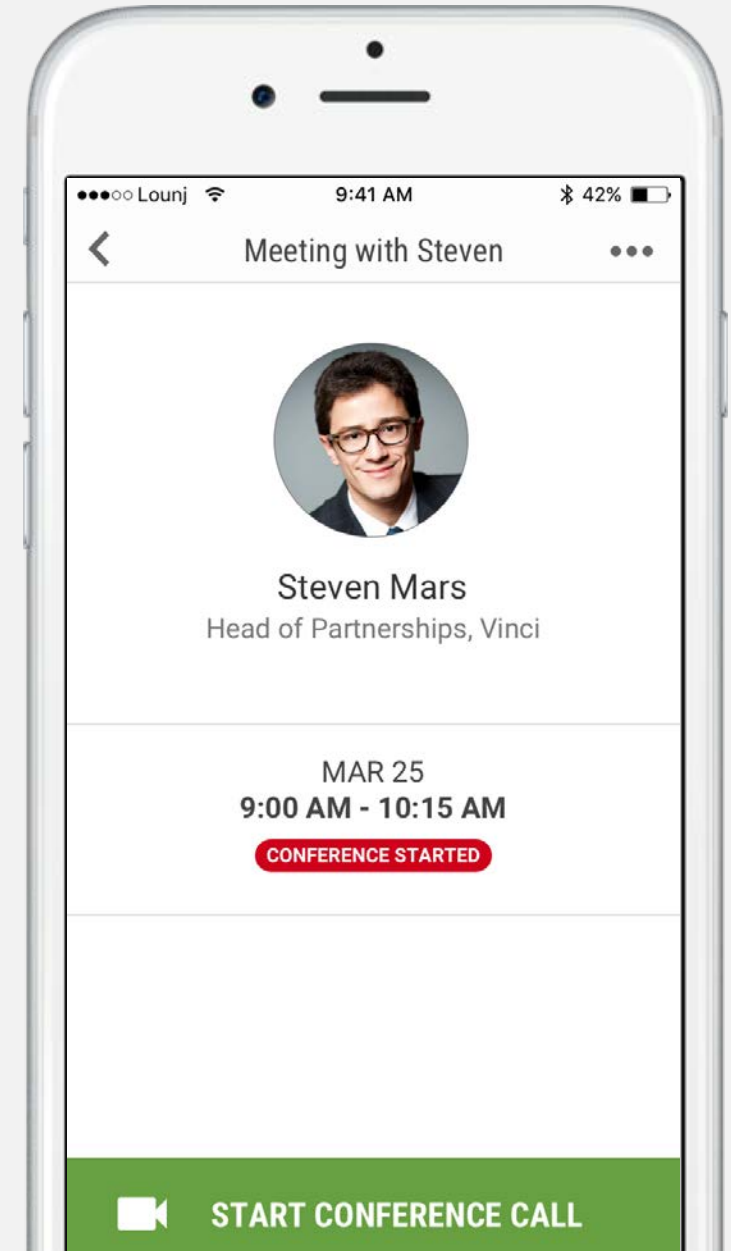 Lounj 9:41 AM 42%
Meeting with Steven
Steven Mars
Head of Partnerships, Vinci
MAR 25
9:00 AM - 10:15 AM
CONFERENCE STARTED
START CONFERENCE CALL